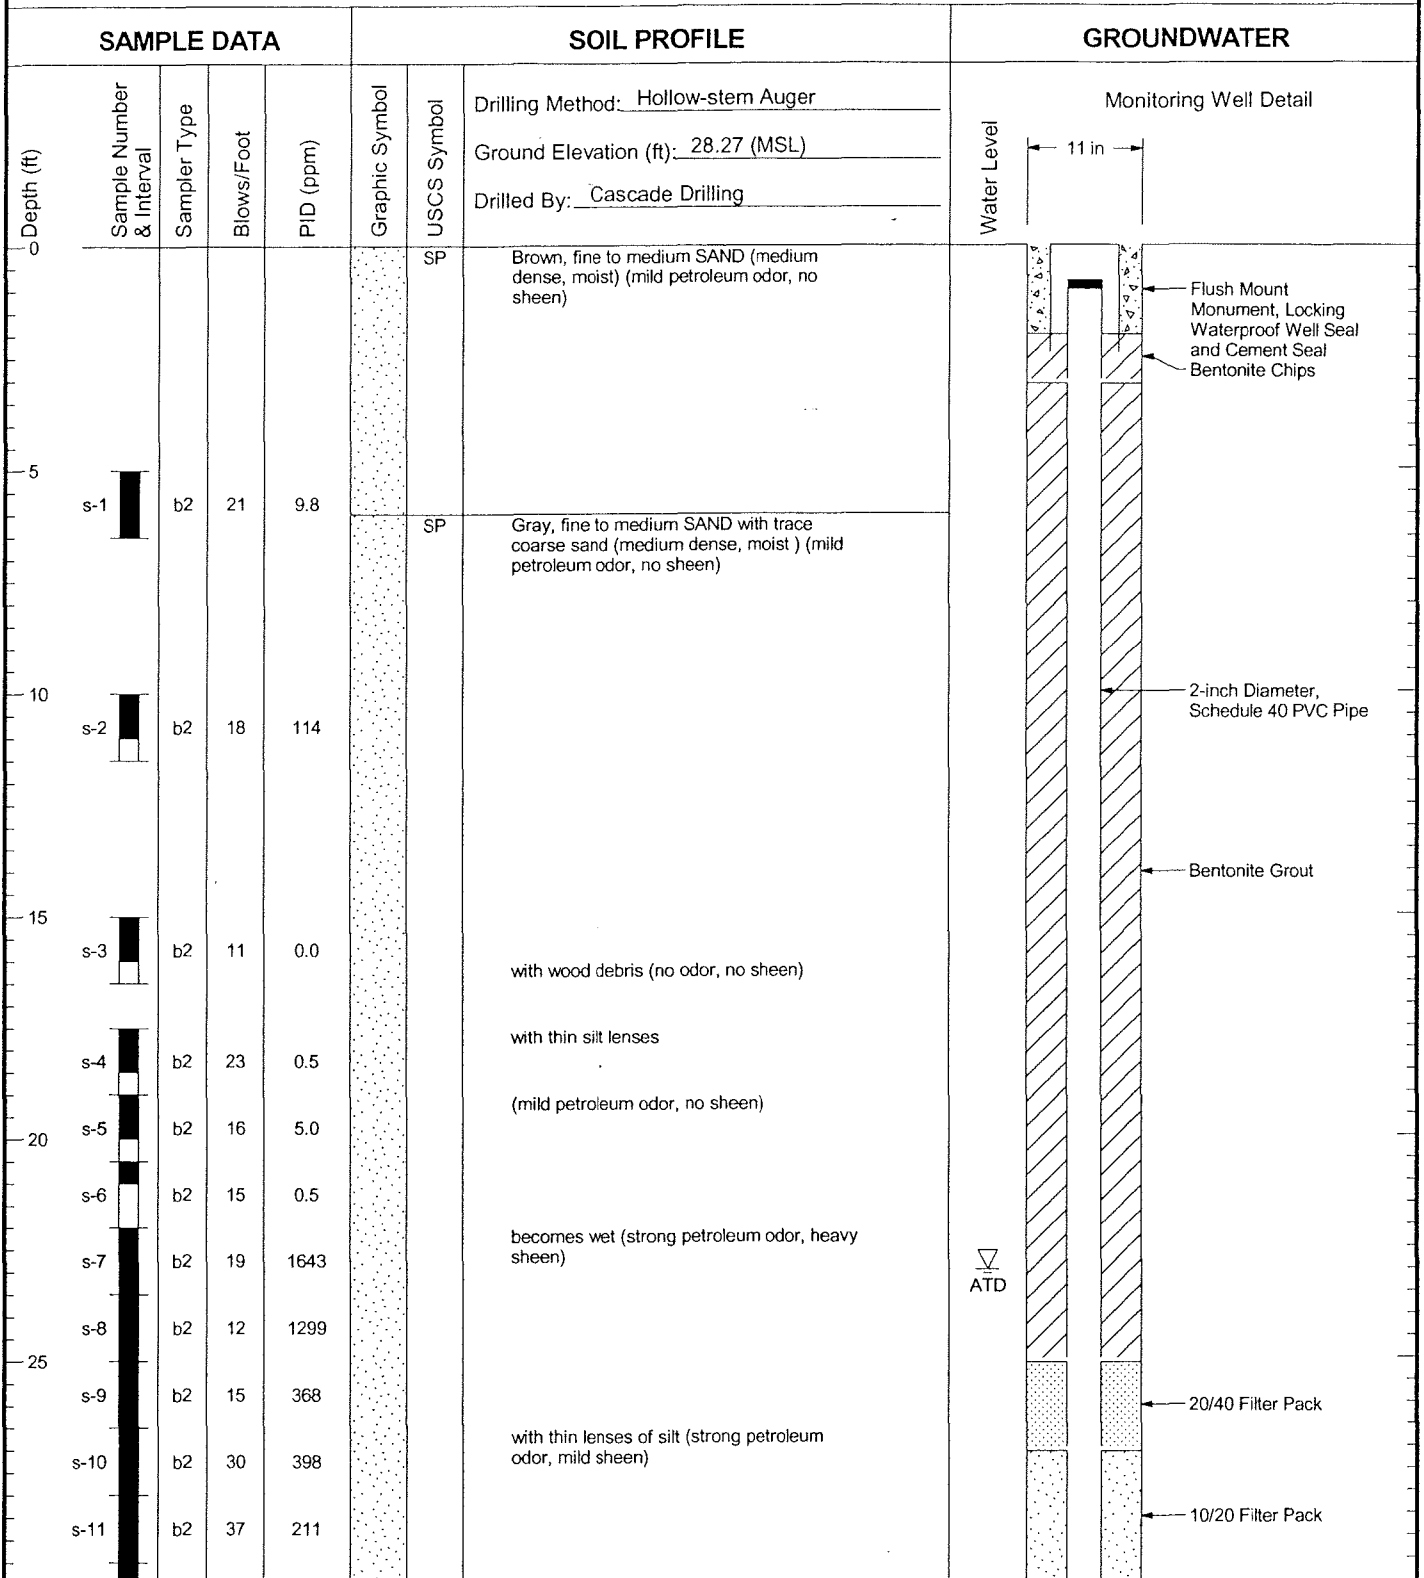 SAMPLE DATA
SOIL PROFILE
GROUNDWATER
Depth (ft)
Sample Number
& Interval
Sampler Type
Blows/Foot
PID (ppm)
Graphic Symbol
USCS Symbol
Drilling Method: Hollow-stem Auger
Ground Elevation (ft): 28.27 (MSL)
Drilled By: Cascade Drilling
Water Level
Monitoring Well Detail
11 in
0
SP
Brown, fine to medium SAND (medium
dense, moist) (mild petroleum odor, no
sheen)
Flush Mount
Monument, Locking
Waterproof Well Seal
and Cement Seal
Bentonite Chips
5
s-1 b2 21 9.8
SP
Gray, fine to medium SAND with trace
coarse sand (medium dense, moist ) (mild
petroleum odor, no sheen)
10
s-2 b2 18 114
2-inch Diameter,
Schedule 40 PVC Pipe
Bentonite Grout
15
s-3 b2 11 0.0
with wood debris (no odor, no sheen)
with thin silt lenses
s-4 b2 23 0.5
(mild petroleum odor, no sheen)
s-5 b2 16 5.0
20
s-6 b2 15 0.5
becomes wet (strong petroleum odor, heavy
sheen)
s-7 b2 19 1643
ATD
s-8 b2 12 1299
25
s-9 b2 15 368
20/40 Filter Pack
with thin lenses of silt (strong petroleum
odor, mild sheen)
s-10 b2 30 398
s-11 b2 37 211
10/20 Filter Pack